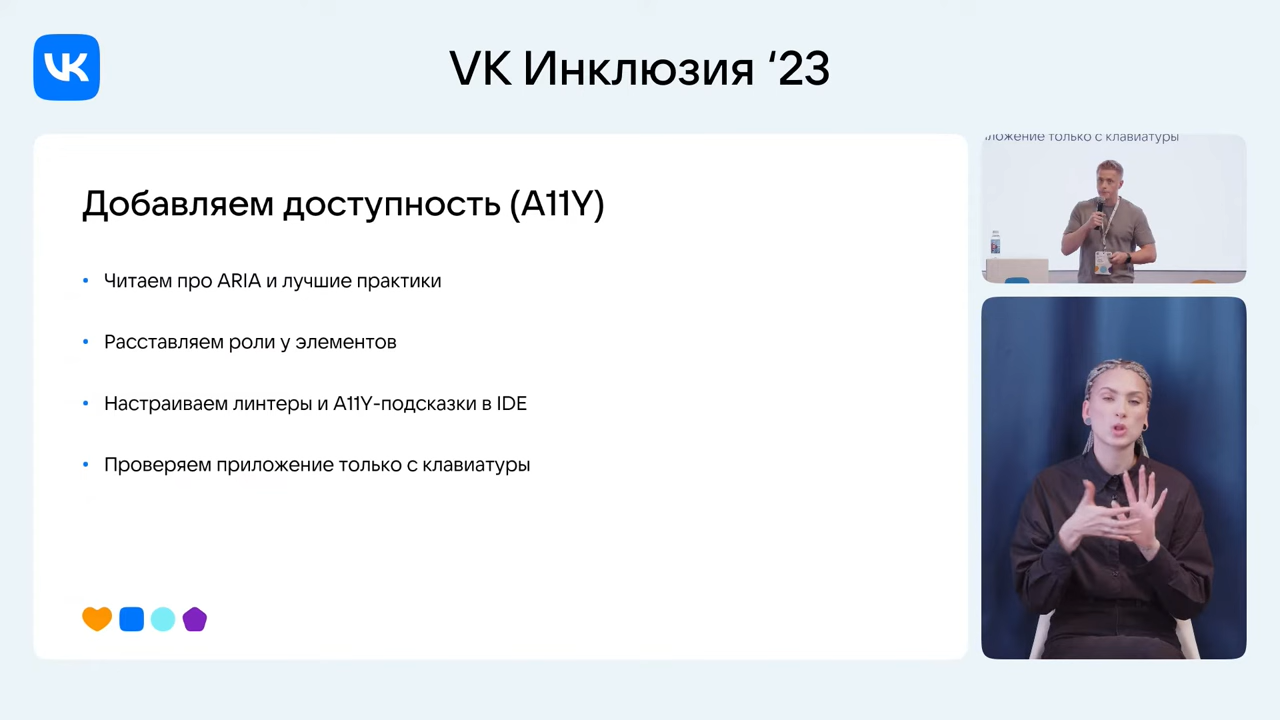 VK
VK Инклюзия ‘23
Добавляем доступность (A11Y)
• Читаем про ARIA и лучшие практики
• Расставляем роли у элементов
• Настраиваем линтеры и A11Y-подсказки в IDE
• Проверяем приложение только с клавиатуры
ложение только с клавиатуры